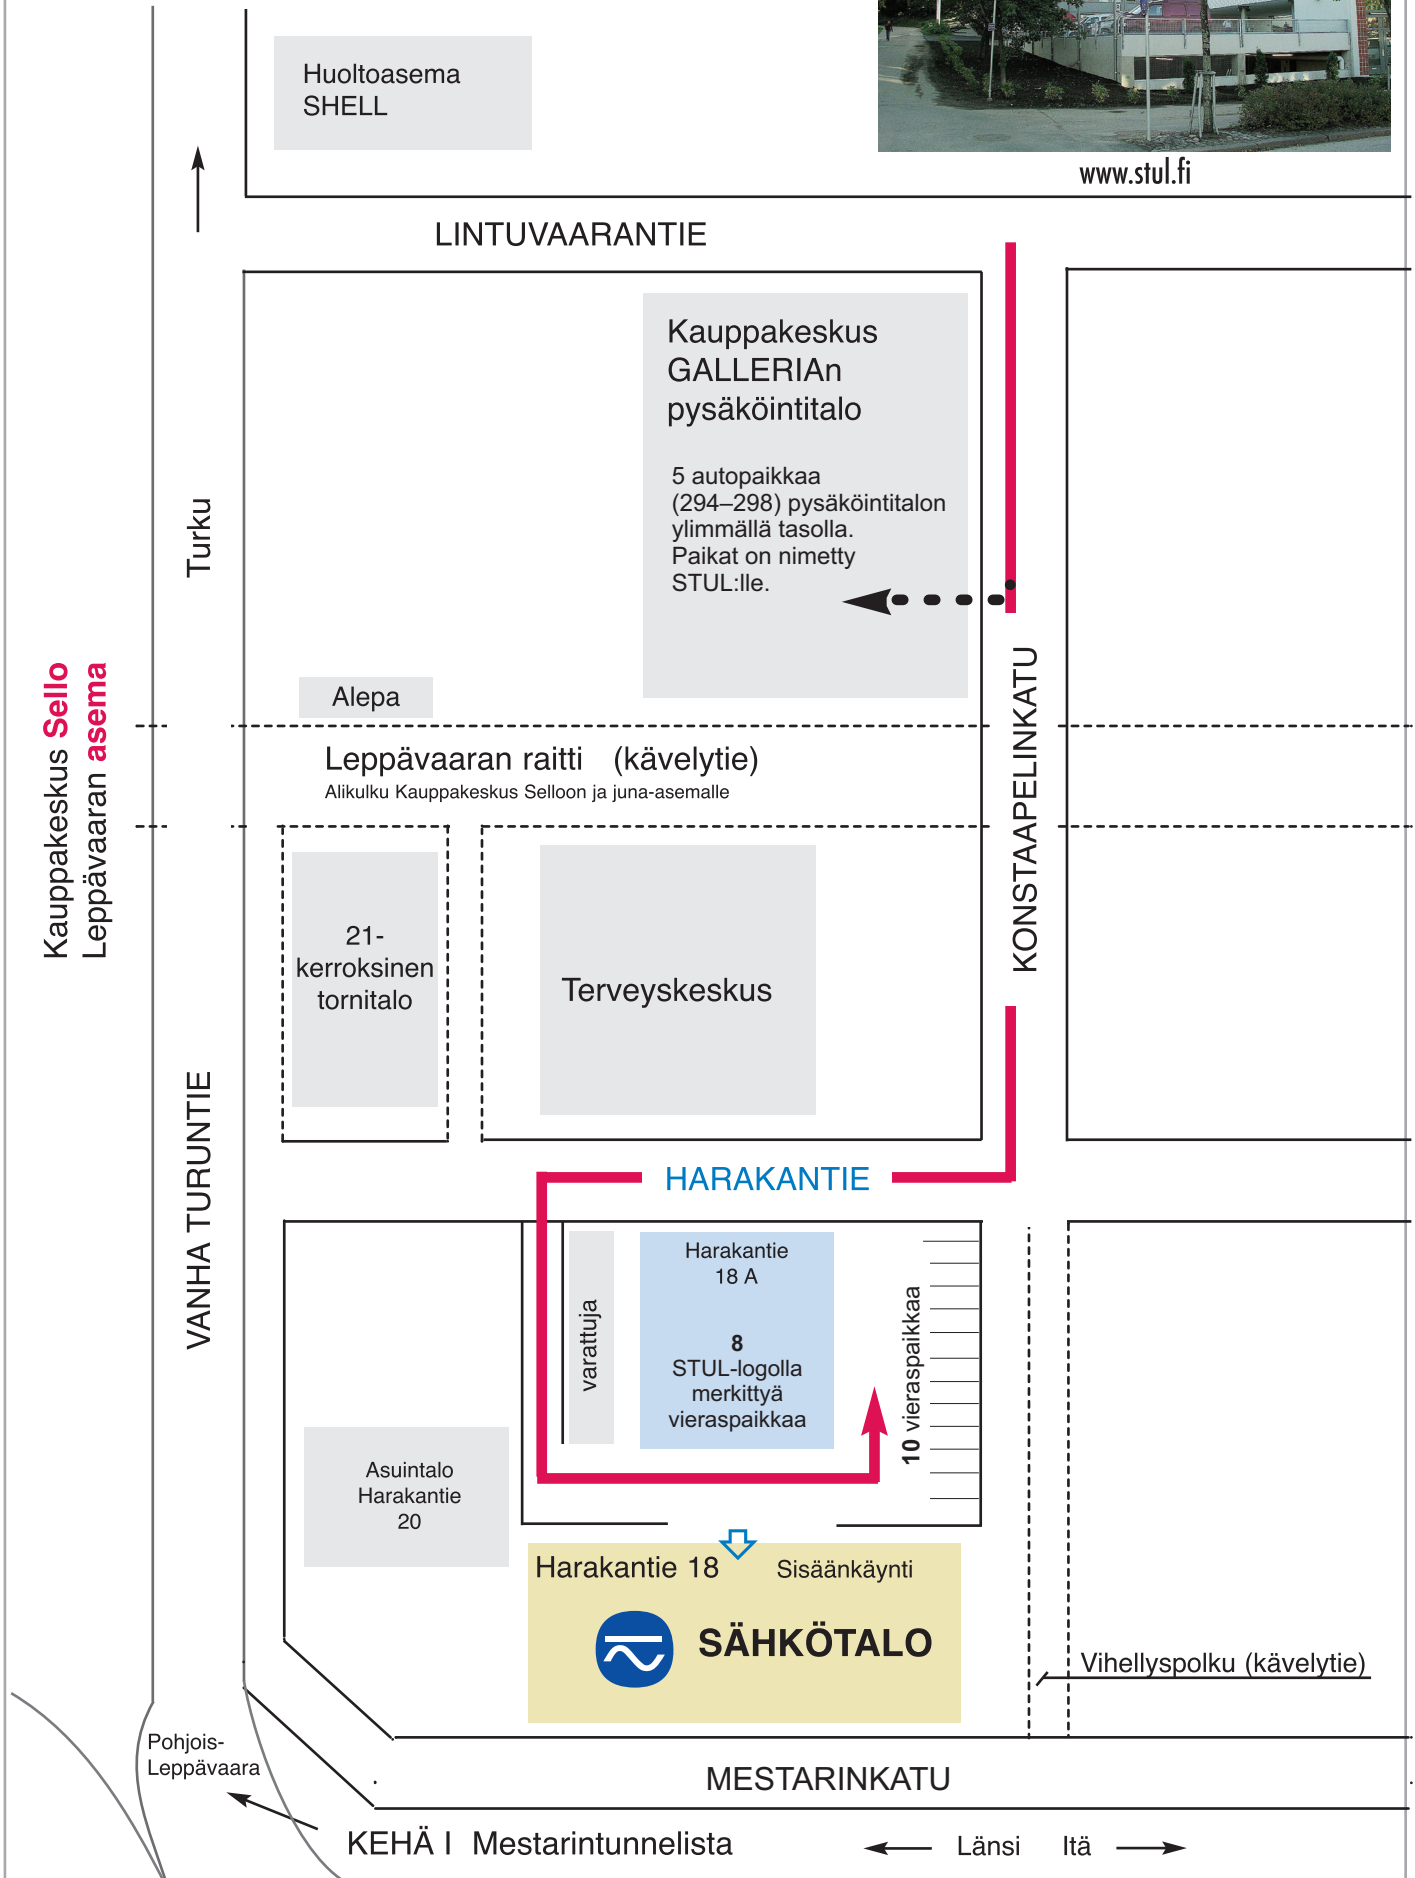 Huoltoasema
SHELL
www.stul.fi
LINTUVAARANTIE
Kauppakeskus
GALLERIAn
pysäköintitalo
5 autopaikkaa
(294–298) pysäköintitalon
ylimmällä tasolla.
Paikat on nimetty
STUL:lle.
Turku
Kauppakeskus Sello
Leppävaaran asema
Alepa
Leppävaaran raitti (kävelytie)
Alikulku Kauppakeskus Selloon ja juna-asemalle
KONSTAAPELINKATU
21-
kerroksinen
tornitalo
Terveyskeskus
VANHA TURUNTIE
HARAKANTIE
varattuja
Harakantie
18 A
8
STUL-logolla
merkittyä
vieraspaikkaa
10 vieraspaikkaa
Asuintalo
Harakantie
20
Harakantie 18
Sisäänkäynti
SÄHKÖTALO
Vihellyspolku (kävelytie)
Pohjois-
Leppävaara
MESTARINKATU
KEHÄ I Mestarintunnelista
Länsi Itä